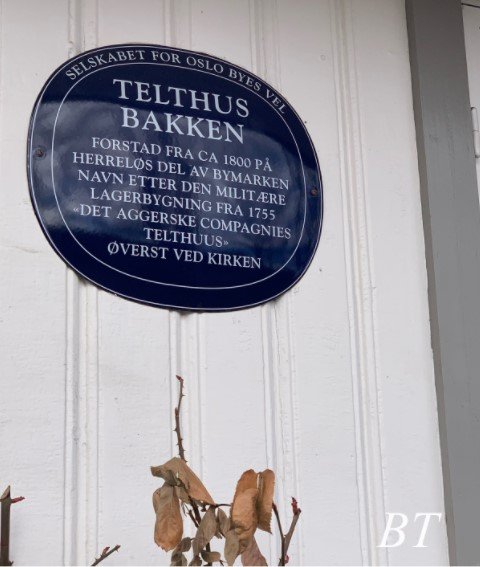 SELSKABET FOR OSLO BYES VEL
TELTHUS
BAKKEN
FORSTAD FRA CA 1800 PÅ
HERRELØS DEL AV BYMARKEN
NAVN ETTER DEN MILITÆRE
LAGERBYGNING FRA 1755
«DET AGGERSKE COMPAGNIES
TELTHUUS»
ØVERST VED KIRKEN
BT